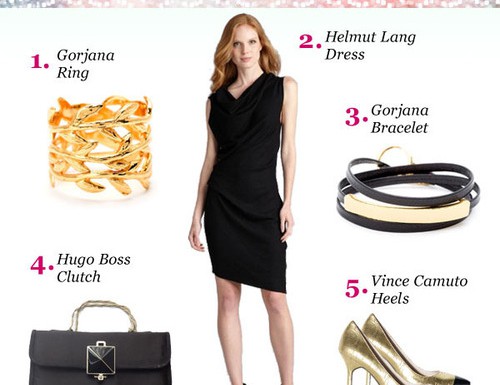 1. Gorjana
Ring
2. Helmut Lang
Dress
3. Gorjana
Bracelet
4. Hugo Boss
Clutch
5. Vince Camuto
Heels